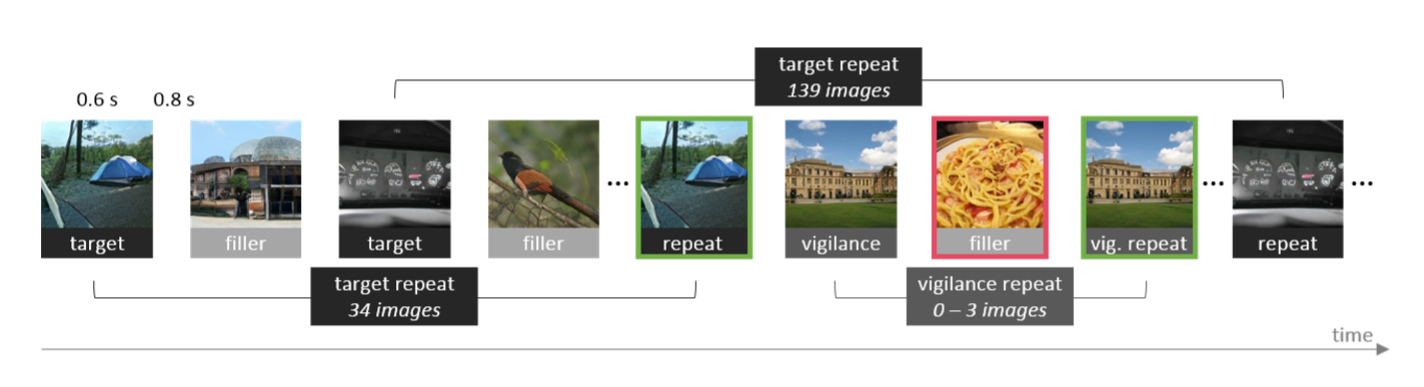 target repeat
139 images
0.6 s 0.8 s
target
filler
target
filler
...
repeat
vigilance
filler
vig. repeat
...
repeat
...
target repeat
34 images
vigilance repeat
0 – 3 images
time